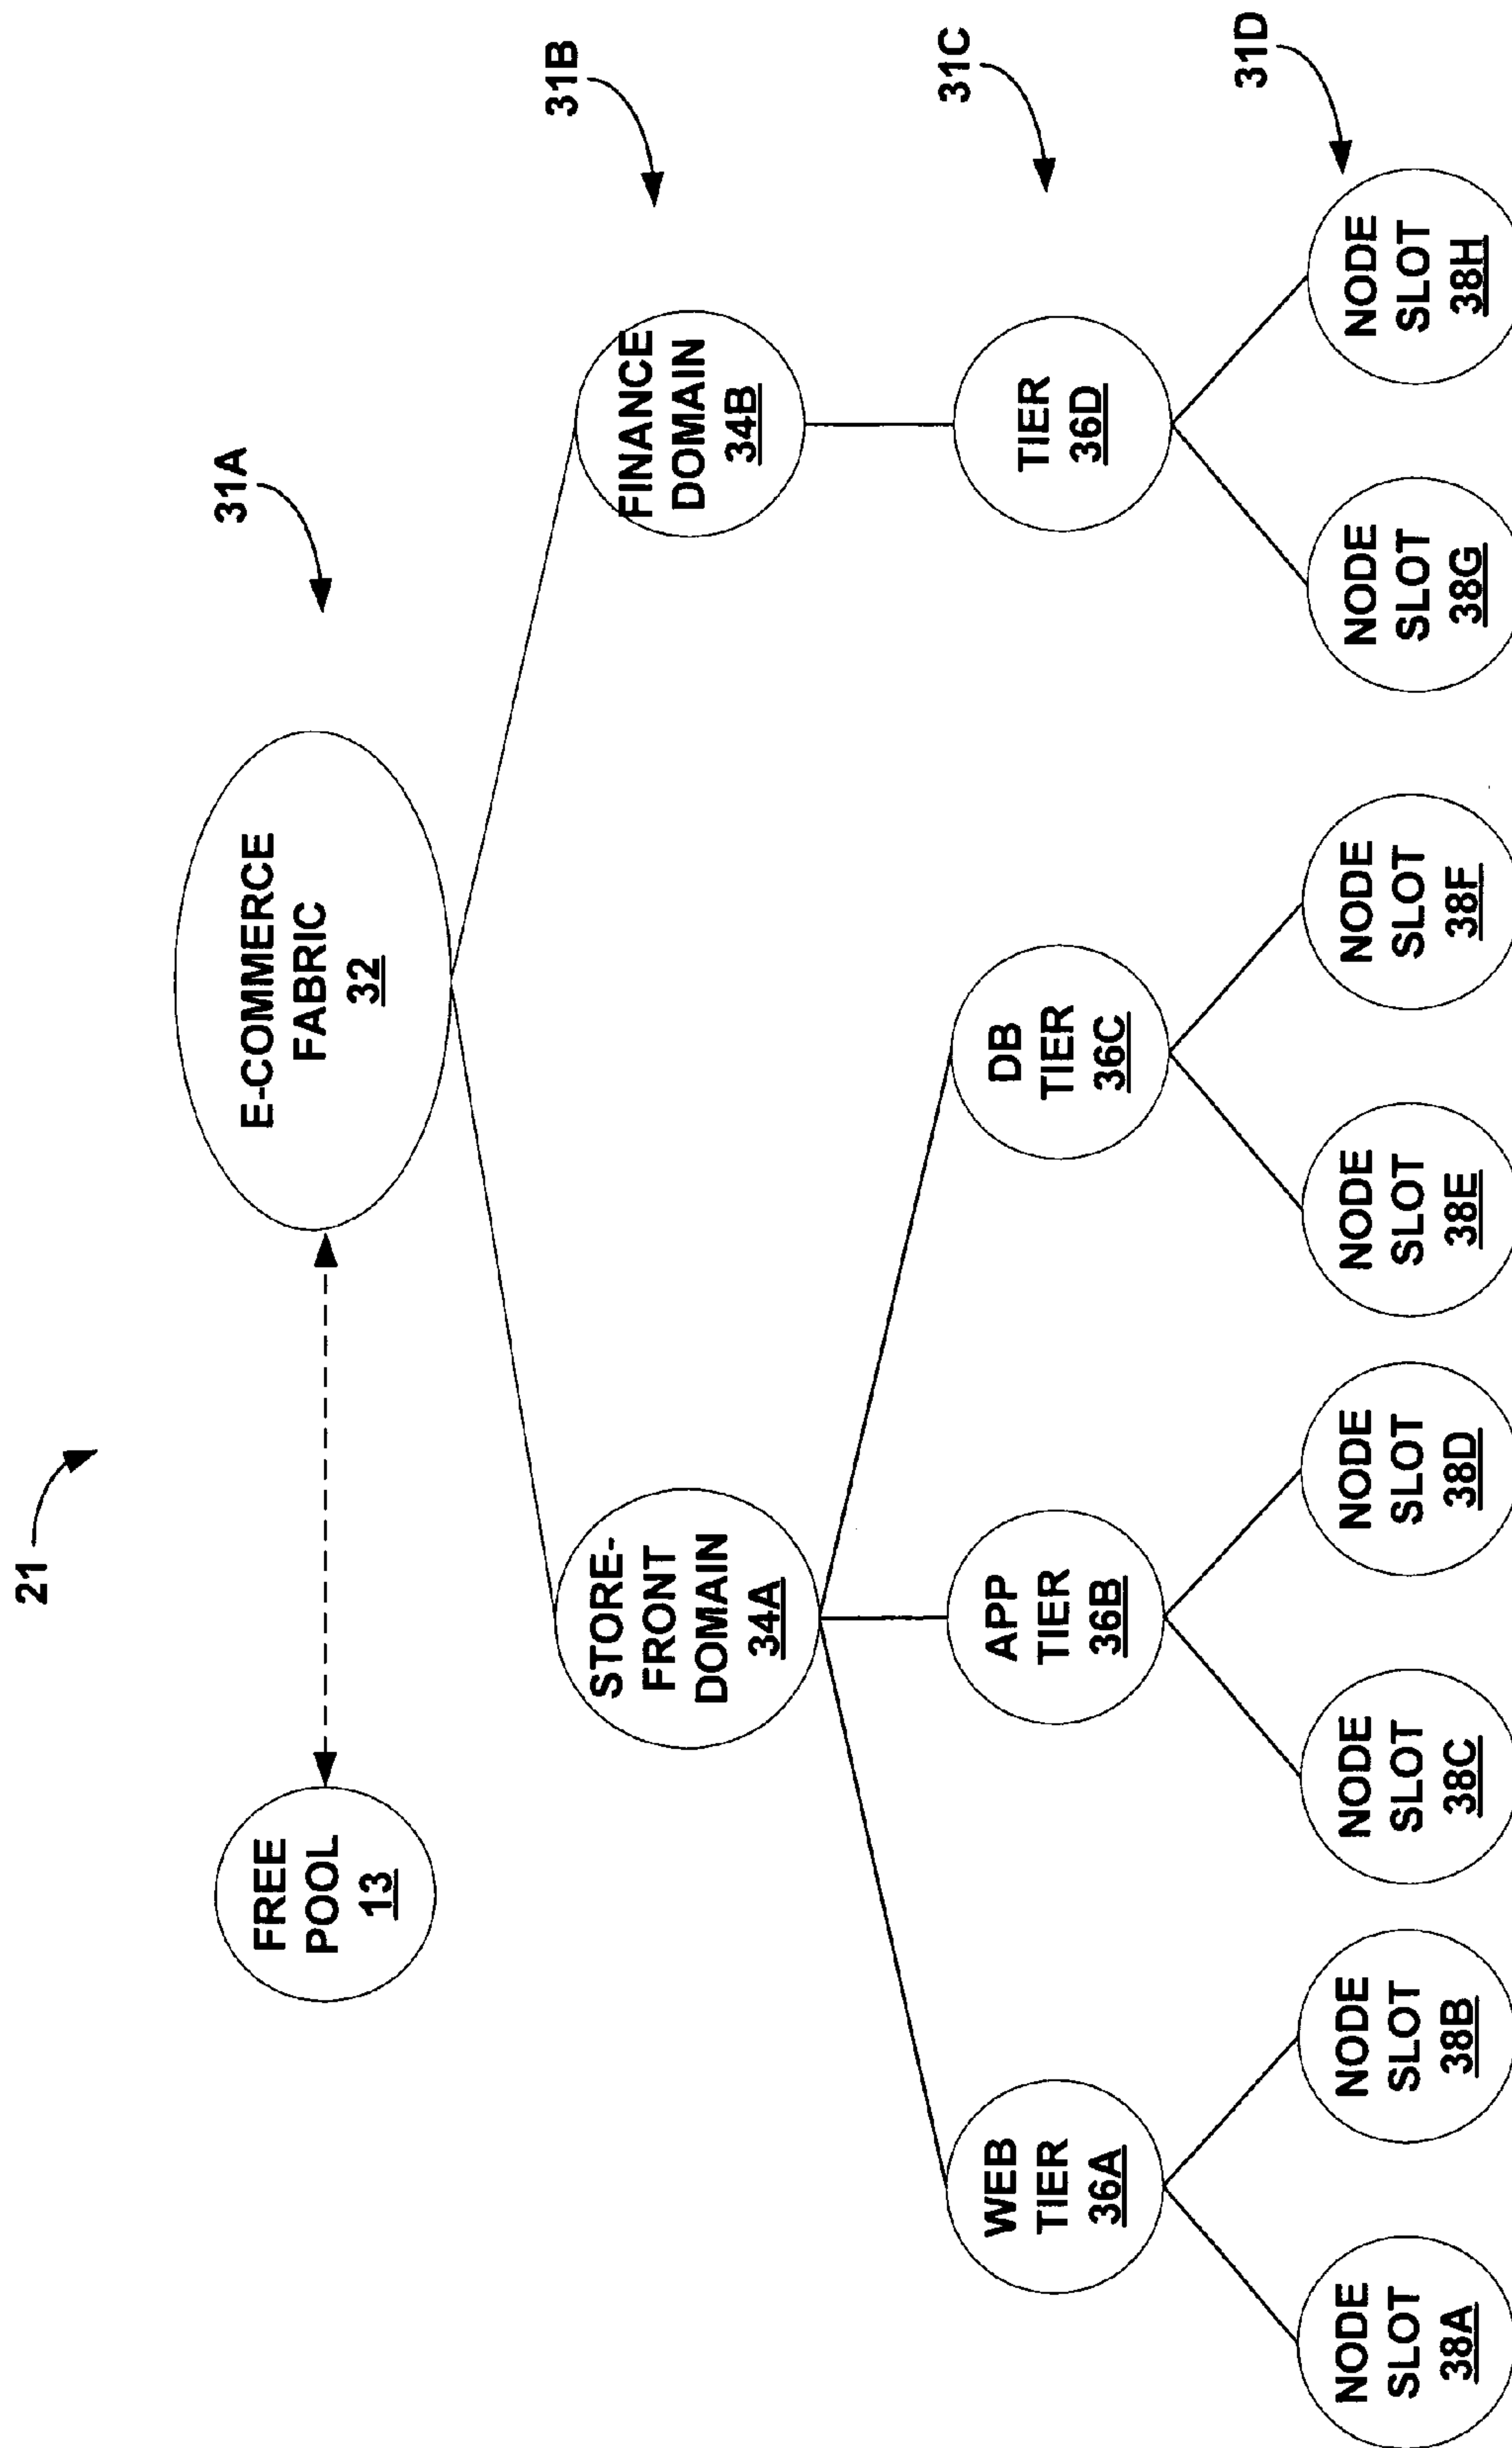 21
31A
31B
31C
31D
FREE
POOL
13
E-COMMERCE
FABRIC
32
STORE-
FRONT
DOMAIN
34A
FINANCE
DOMAIN
34B
WEB
TIER
36A
APP
TIER
36B
DB
TIER
36C
TIER
36D
NODE
SLOT
38A
NODE
SLOT
38B
NODE
SLOT
38C
NODE
SLOT
38D
NODE
SLOT
38E
NODE
SLOT
38F
NODE
SLOT
38G
NODE
SLOT
38H